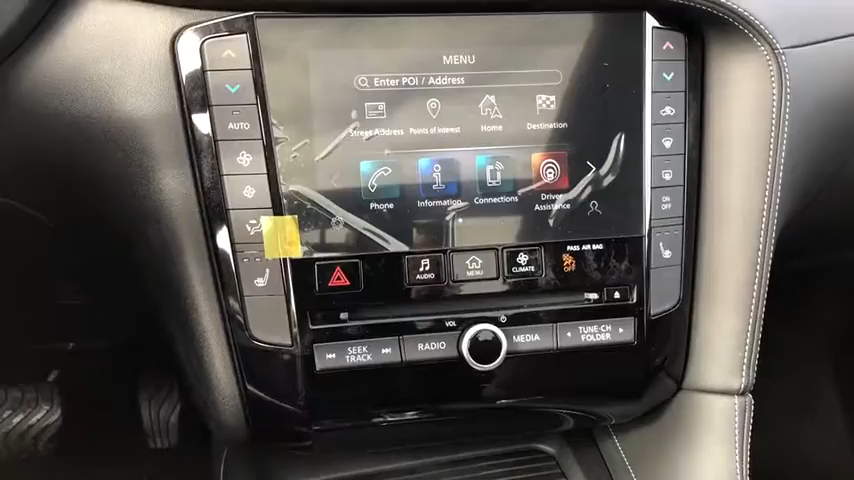 MENU
Enter POI / Address
Street Address
Points of Interest
Home
Destination
Phone
Information
Connections
Driver Assistance
AUTO
ON
OFF
AUDIO
MENU
CLIMATE
PASS AIR BAG
OFF
VOL
SEEK
TRACK
RADIO
MEDIA
TUNE·CH
FOLDER